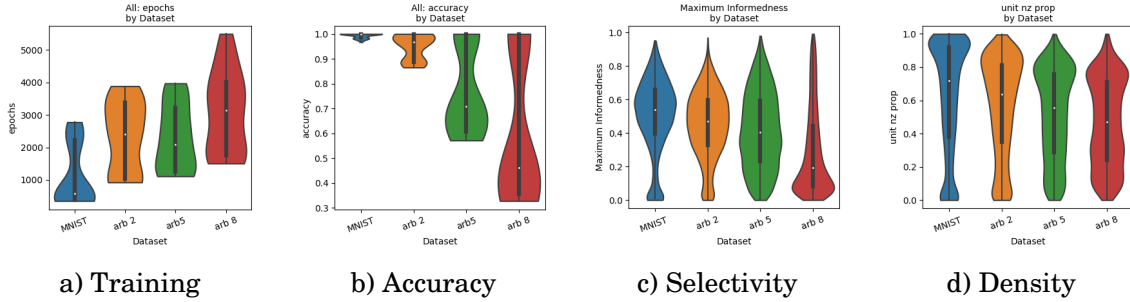 All: epochs
by Dataset
epochs
5000
4000
3000
2000
1000
MNIST
arb 2
arb5
arb 8
Dataset
a) Training
All: accuracy
by Dataset
accuracy
1.0
0.9
0.8
0.7
0.6
0.5
0.4
0.3
MNIST
arb 2
arb5
arb 8
Dataset
b) Accuracy
Maximum Informedness
by Dataset
Maximum Informedness
1.0
0.8
0.6
0.4
0.2
0.0
MNIST
arb 2
arb 5
arb 8
Dataset
c) Selectivity
unit nz prop
by Dataset
unit nz prop
1.0
0.8
0.6
0.4
0.2
0.0
MNIST
arb 2
arb 5
arb 8
Dataset
d) Density